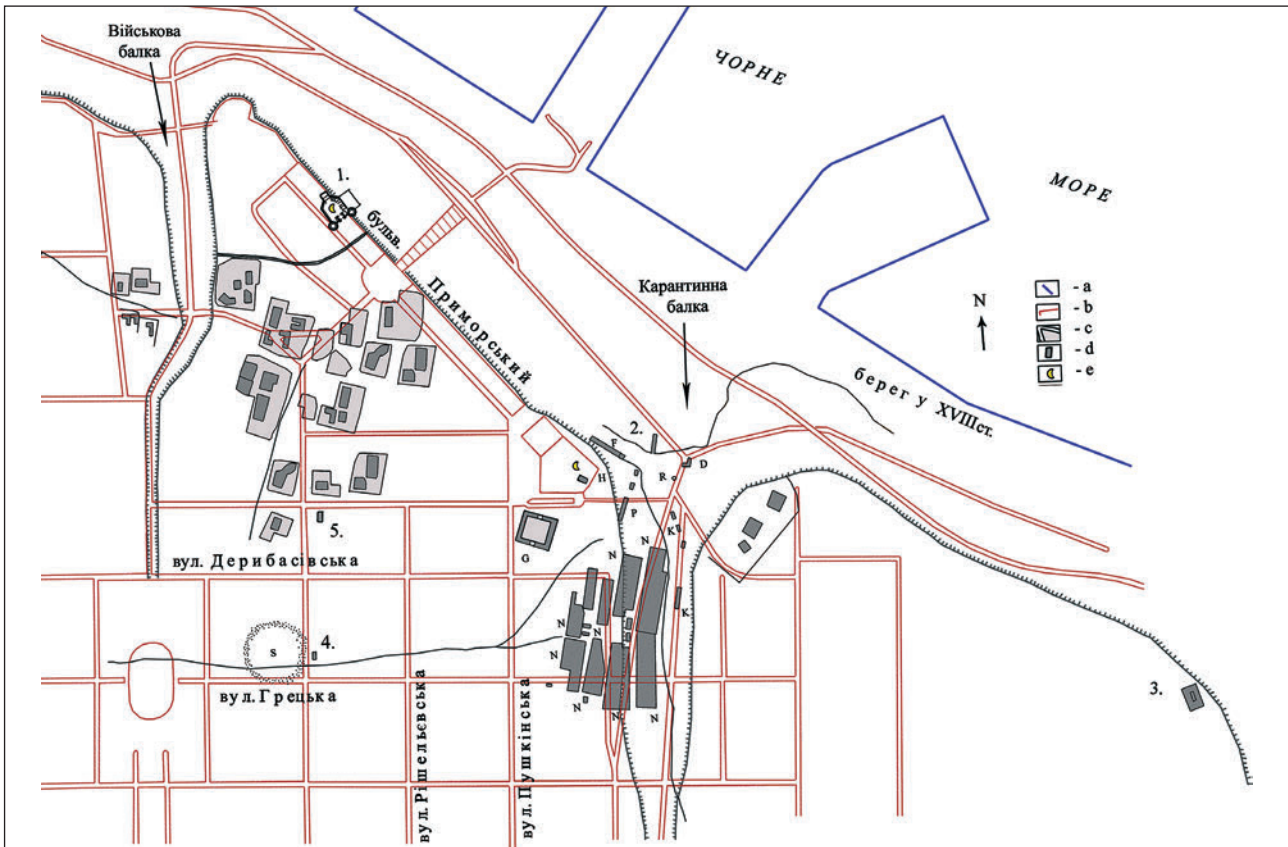 Військова
балка
ЧОРНЕ
МОРЕ
1.
бульв.
Приморський
Карантинна
балка
N
- a
- b
- c
- d
- e
берег у XVIIIст.
2.
F
D
R
H
P
5.
G
K
N
N
вул. Дерибасівська
K
N
N
4.
s
N
вул. Грецька
3.
N
N
N
вул. Рішельєвська
вул. Пушкінська